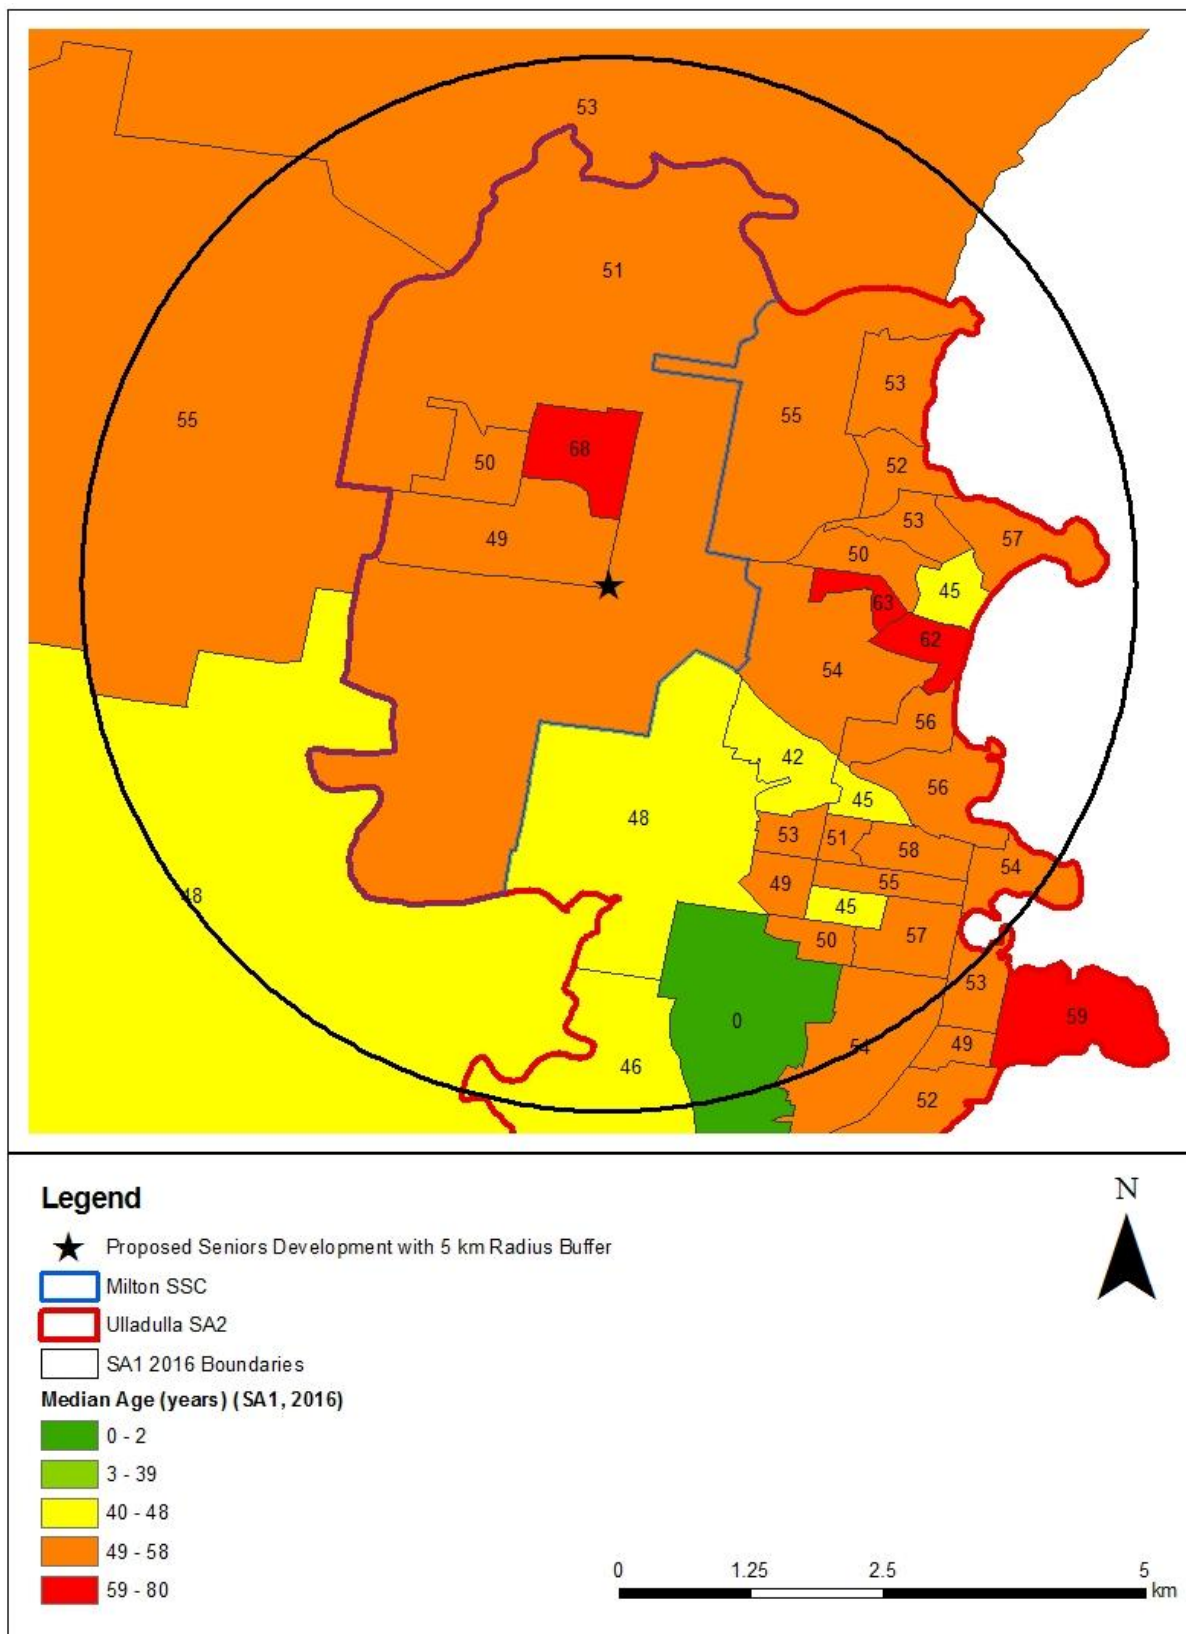 53
51
55
53
55
50
68
52
53
49
57
50
45
63
62
54
56
42
56
45
48
53
51
58
54
49
55
48
45
50
57
53
0
59
54
49
46
52
Legend
N
Proposed Seniors Development with 5 km Radius Buffer
Milton SSC
Ulladulla SA2
SA1 2016 Boundaries
Median Age (years) (SA1, 2016)
0 - 2
3 - 39
40 - 48
49 - 58
59 - 80
0 1.25 2.5 5
km